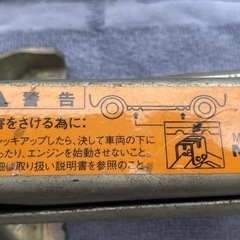 警告
害をさける為に:
ャッキアップしたら、決して車両の下に
ったり、エンジンを始動させないこと。
細は取り扱い説明書を参照のこと。
M